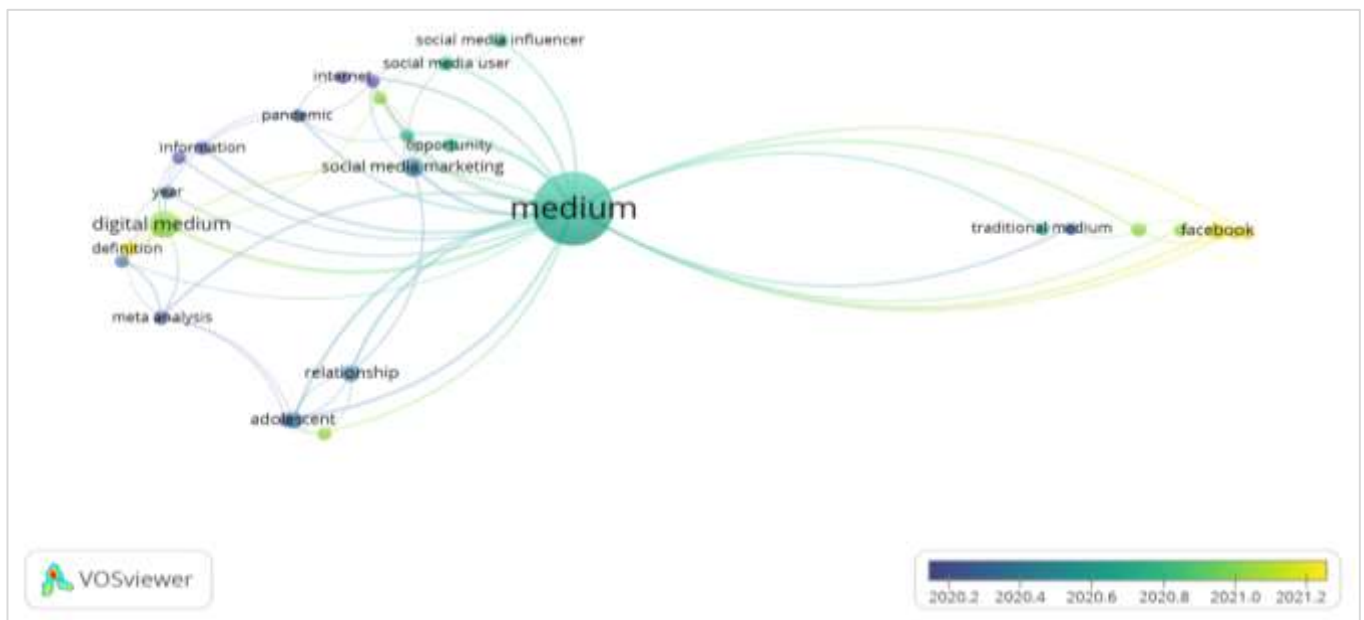 social media influencer
social media user
internet
pandemic
opportunity
information
social media marketing
year
medium
digital medium
traditional medium
facebook
definition
meta analysis
relationship
adolescent
VOSviewer
2020.2 2020.4 2020.6 2020.8 2021.0 2021.2